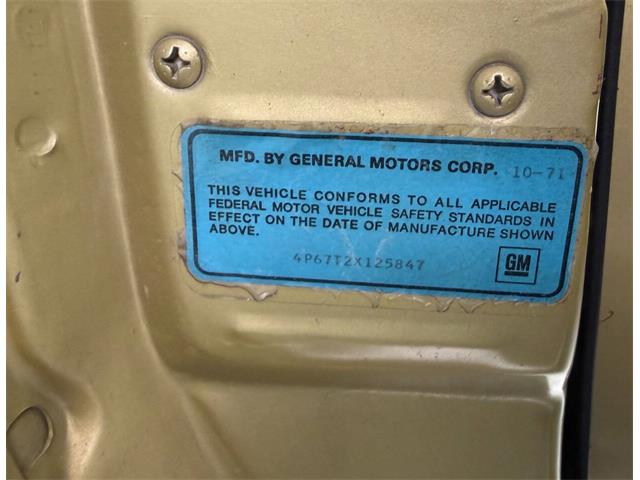 MFD. BY GENERAL MOTORS CORP. 10-71
THIS VEHICLE CONFORMS TO ALL APPLICABLE
FEDERAL MOTOR VEHICLE SAFETY STANDARDS IN
EFFECT ON THE DATE OF MANUFACTURE SHOWN
ABOVE.
4P67T2X125847
GM